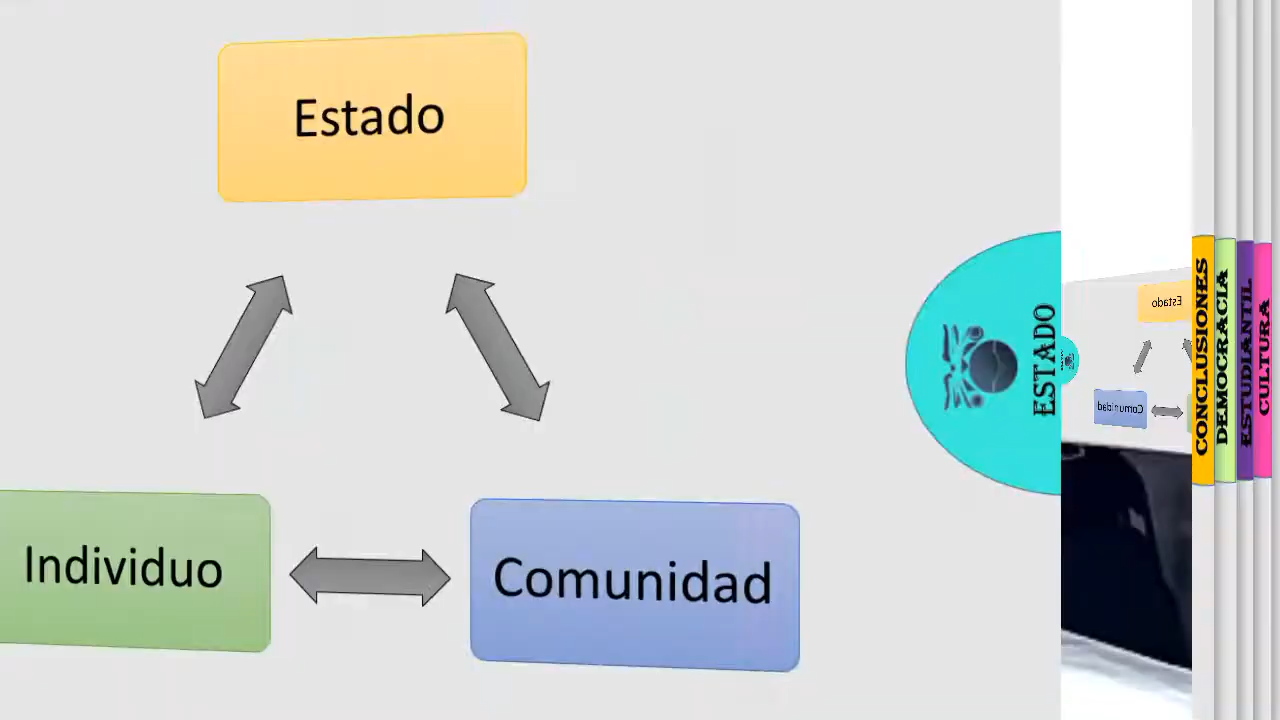 Estado
Individuo
Comunidad
ESTADO
Estado
Comunidad
CONCLUSIONES
DEMOCRACIA
ESTUDIANTIL
CULTURA